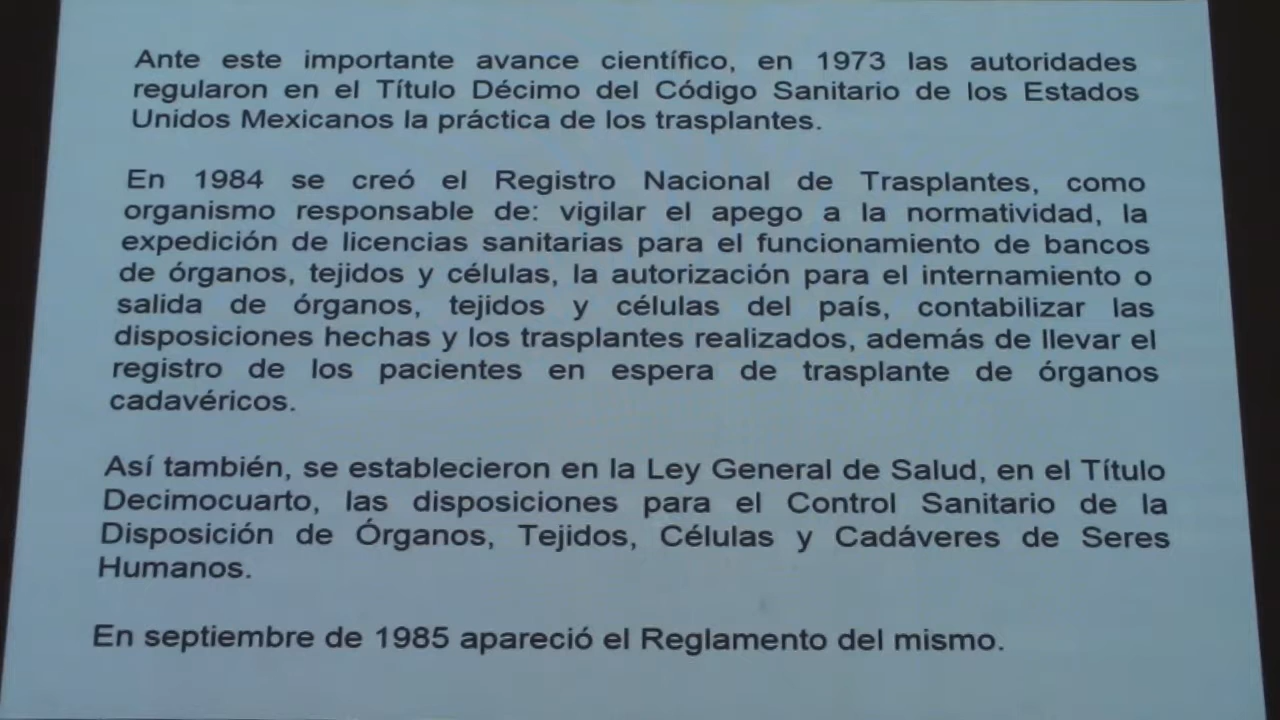 Ante este importante avance científico, en 1973 las autoridades
regularon en el Título Décimo del Código Sanitario de los Estados
Unidos Mexicanos la práctica de los trasplantes.
En 1984 se creó el Registro Nacional de Trasplantes, como
organismo responsable de: vigilar el apego a la normatividad, la
expedición de licencias sanitarias para el funcionamiento de bancos
de órganos, tejidos y células, la autorización para el internamiento o
salida de órganos, tejidos y células del país, contabilizar las
disposiciones hechas y los trasplantes realizados, además de llevar el
registro de los pacientes en espera de trasplante de órganos
cadavéricos.
Así también, se establecieron en la Ley General de Salud, en el Título
Decimocuarto, las disposiciones para el Control Sanitario de la
Disposición de Órganos, Tejidos, Células y Cadáveres de Seres
Humanos.
En septiembre de 1985 apareció el Reglamento del mismo.